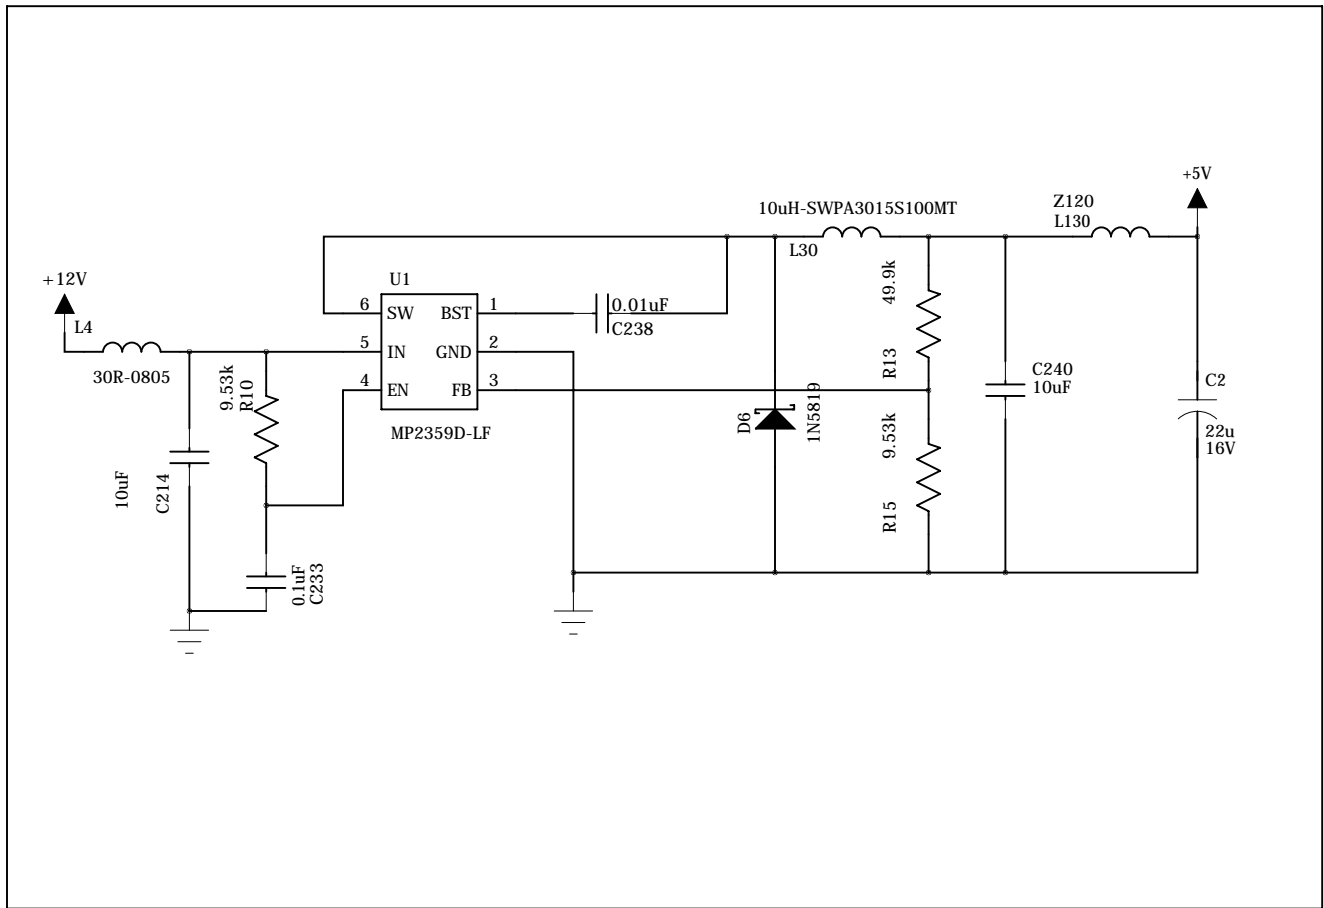 +5V
10uH-SWPA3015S100MT
Z120
L130
L30
+12V
U1
49.9k
6
SW
BST
1
0.01uF
C238
L4
5
IN
GND
2
30R-0805
9.53k
R10
4
EN
FB
3
R13
C240
10uF
C2
MP2359D-LF
D6
1N5819
9.53k
22u
16V
10uF
C214
R15
0.1uF
C233